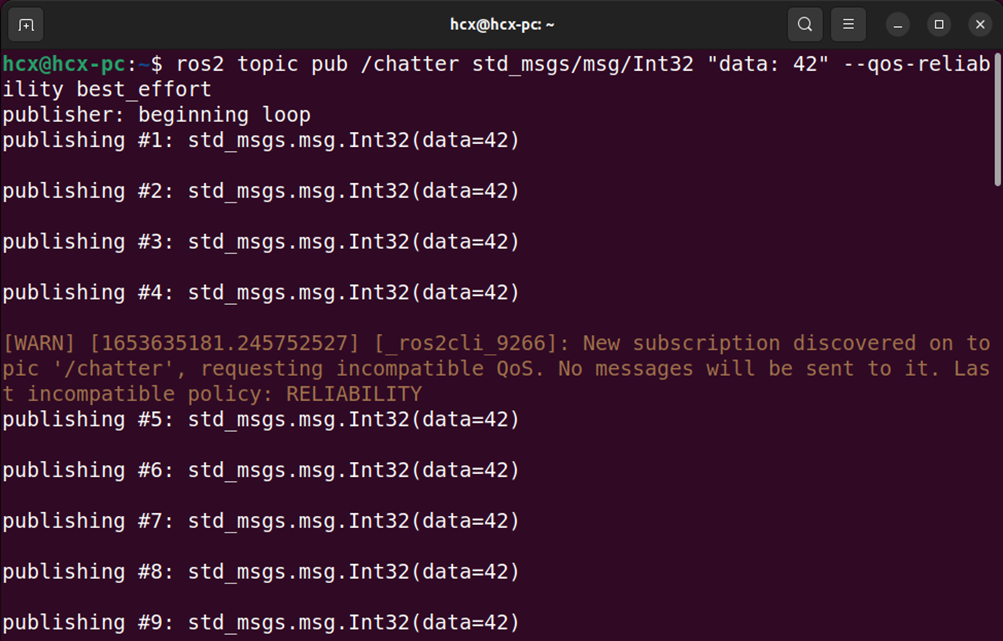 hcx@hcx-pc: ~
hcx@hcx-pc:~$ ros2 topic pub /chatter std_msgs/msg/Int32 "data: 42" --qos-reliab
ility best_effort
publisher: beginning loop
publishing #1: std_msgs.msg.Int32(data=42)
publishing #2: std_msgs.msg.Int32(data=42)
publishing #3: std_msgs.msg.Int32(data=42)
publishing #4: std_msgs.msg.Int32(data=42)
[WARN] [1653635181.245752527] [_ros2cli_9266]: New subscription discovered on to
pic '/chatter', requesting incompatible QoS. No messages will be sent to it. Las
t incompatible policy: RELIABILITY
publishing #5: std_msgs.msg.Int32(data=42)
publishing #6: std_msgs.msg.Int32(data=42)
publishing #7: std_msgs.msg.Int32(data=42)
publishing #8: std_msgs.msg.Int32(data=42)
publishing #9: std_msgs.msg.Int32(data=42)